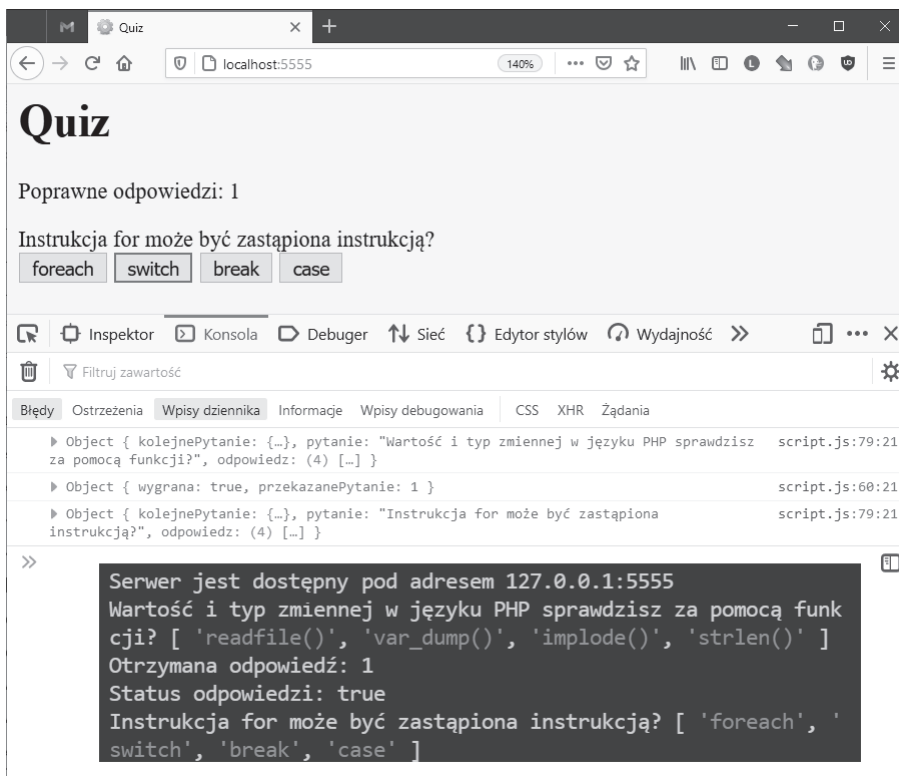 Quiz
localhost:5555
140%
Quiz
Poprawne odpowiedzi: 1
Instrukcja for może być zastąpiona instrukcją?
foreach switch break case
Inspektor Konsola Debuger Sieć Edytor stylów Wydajność
Filtruj zawartość
Błędy Ostrzeżenia Wpisy dziennika Informacje Wpisy debugowania CSS XHR Żądania
Object { kolejnePytanie: {…}, pytanie: "Wartość i typ zmiennej w języku PHP sprawdzisz script.js:79:21
za pomocą funkcji?", odpowiedz: (4) […] }
Object { wygrana: true, przekazanePytanie: 1 } script.js:60:21
Object { kolejnePytanie: {…}, pytanie: "Instrukcja for może być zastąpiona script.js:79:21
instrukcją?", odpowiedz: (4) […] }
Serwer jest dostępny pod adresem 127.0.0.1:5555
Wartość i typ zmiennej w języku PHP sprawdzisz za pomocą funk
cji? [ 'readfile()', 'var_dump()', 'implode()', 'strlen()' ]
Otrzymana odpowiedź: 1
Status odpowiedzi: true
Instrukcja for może być zastąpiona instrukcją? [ 'foreach', '
switch', 'break', 'case' ]